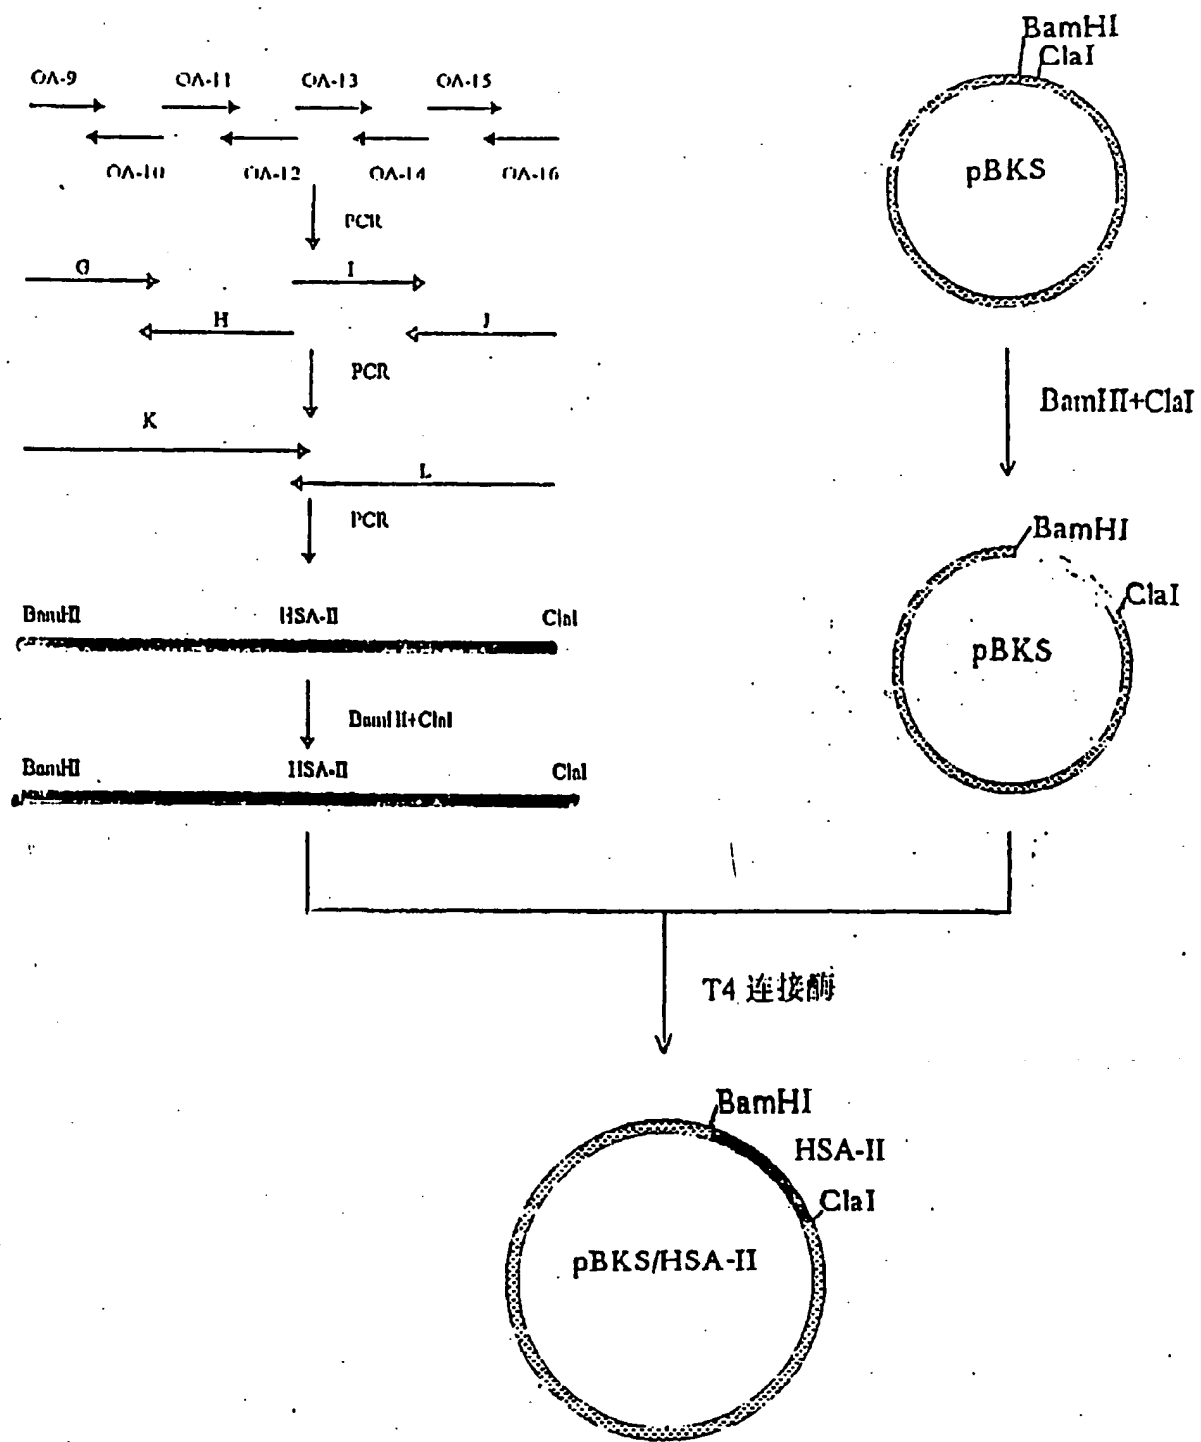 BamHI
ClaI
OA-9 OA-11 OA-13 OA-15
OA-10 OA-12 OA-14 OA-16
pBKS
PCR
G I
H J
PCR
BamHI+ClaI
K
L
PCR
BamHI
ClaI
BamHI HSA-II ClaI
pBKS
BamHI+ClaI
BamHI HSA-II ClaI
T4 连接酶
BamHI
HSA-II
ClaI
pBKS/HSA-II